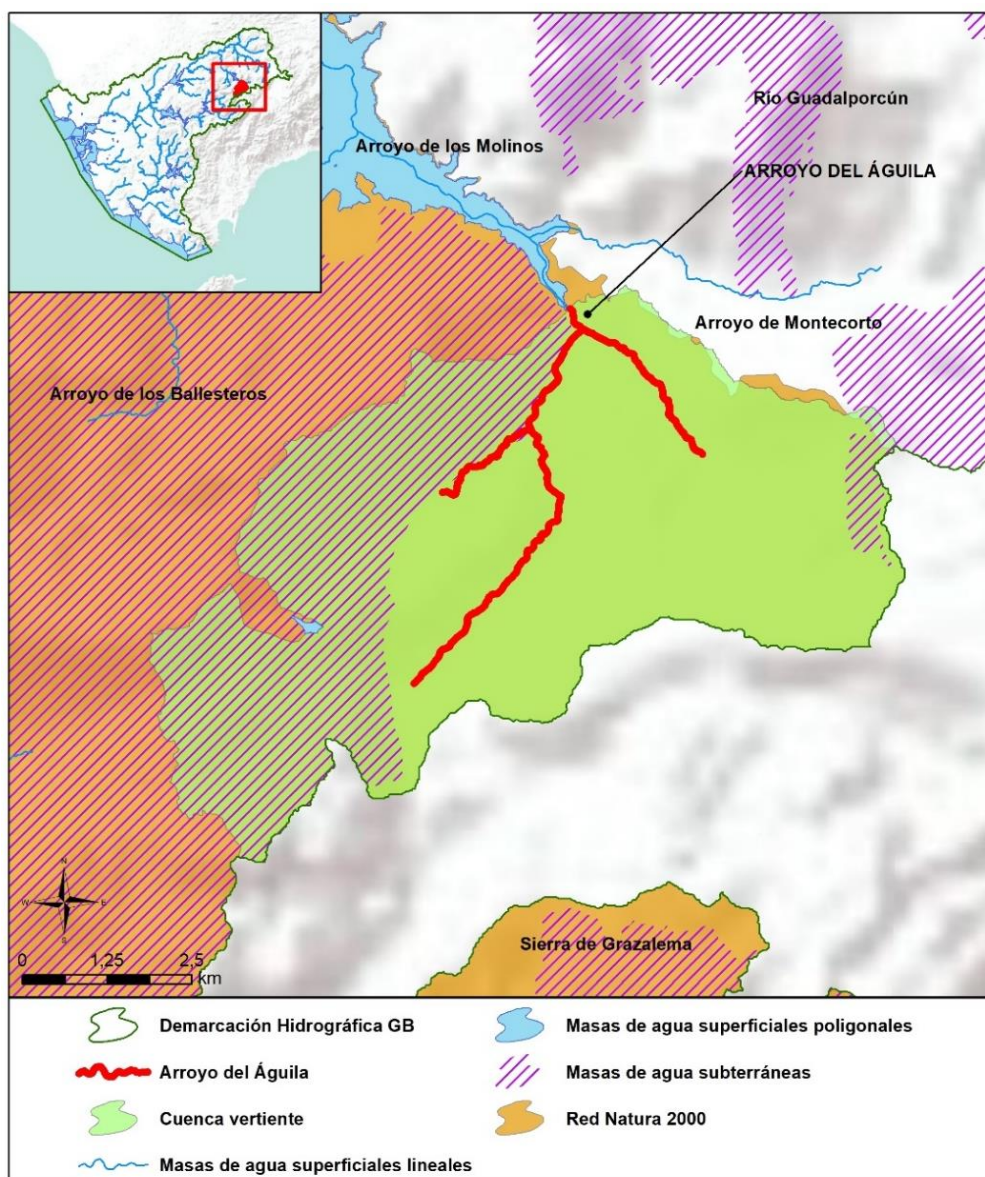 Río Guadalporcún
Arroyo de los Molinos
ARROYO DEL ÁGUILA
Arroyo de Montecorto
Arroyo de los Ballesteros
N
W E
S
Sierra de Grazalema
0 1,25 2,5
km
Demarcación Hidrográfica GB
Masas de agua superficiales poligonales
Arroyo del Águila
Masas de agua subterráneas
Cuenca vertiente
Red Natura 2000
Masas de agua superficiales lineales